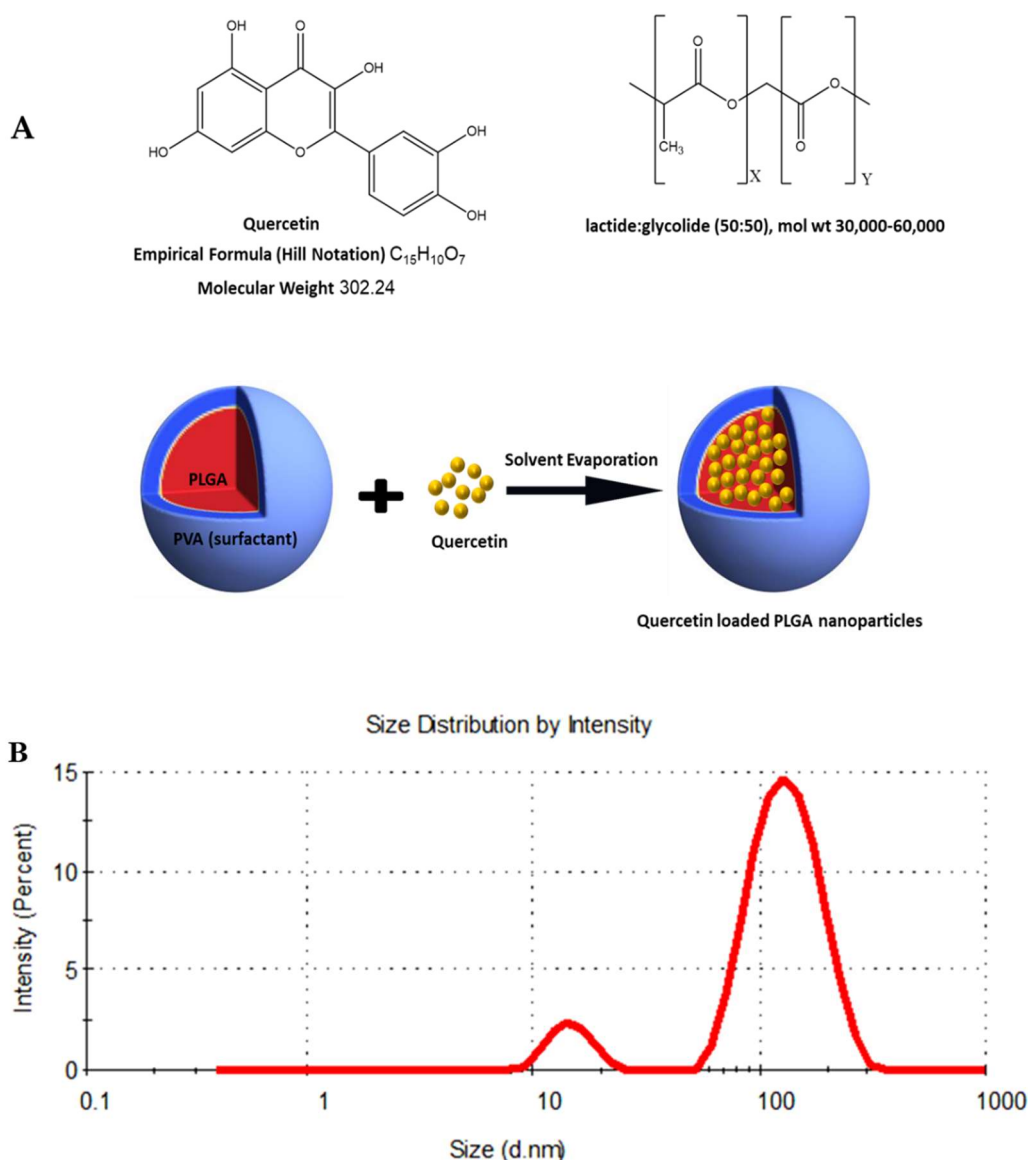 A
OH
O
OH
HO
O
OH
OH
Quercetin
Empirical Formula (Hill Notation) C₁₅H₁₀O₇
Molecular Weight 302.24
O
O
O
CH₃
O
X
Y
lactide:glycolide (50:50), mol wt 30,000-60,000
PLGA
PVA (surfactant)
Quercetin
Solvent Evaporation
Quercetin loaded PLGA nanoparticles
B
Size Distribution by Intensity
Intensity (Percent)
15
10
5
0
0.1
1
10
100
1000
Size (d.nm)